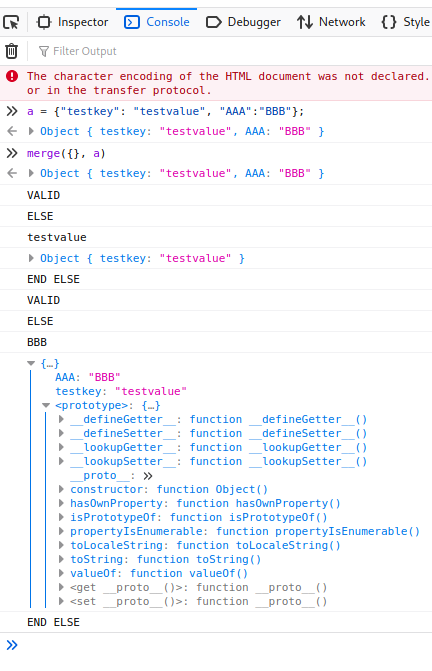 Inspector Console Debugger Network {} Style
Filter Output
The character encoding of the HTML document was not declared.
or in the transfer protocol.
a = {"testkey": "testvalue", "AAA":"BBB"};
Object { testkey: "testvalue", AAA: "BBB" }
merge({}, a)
Object { testkey: "testvalue", AAA: "BBB" }
VALID
ELSE
testvalue
Object { testkey: "testvalue" }
END ELSE
VALID
ELSE
BBB
{…}
AAA: "BBB"
testkey: "testvalue"
<prototype>: {…}
__defineGetter__: function __defineGetter__()
__defineSetter__: function __defineSetter__()
__lookupGetter__: function __lookupGetter__()
__lookupSetter__: function __lookupSetter__()
__proto__: 
constructor: function Object()
hasOwnProperty: function hasOwnProperty()
isPrototypeOf: function isPrototypeOf()
propertyIsEnumerable: function propertyIsEnumerable()
toLocaleString: function toLocaleString()
toString: function toString()
valueOf: function valueOf()
<get __proto__()>: function __proto__()
<set __proto__()>: function __proto__()
END ELSE